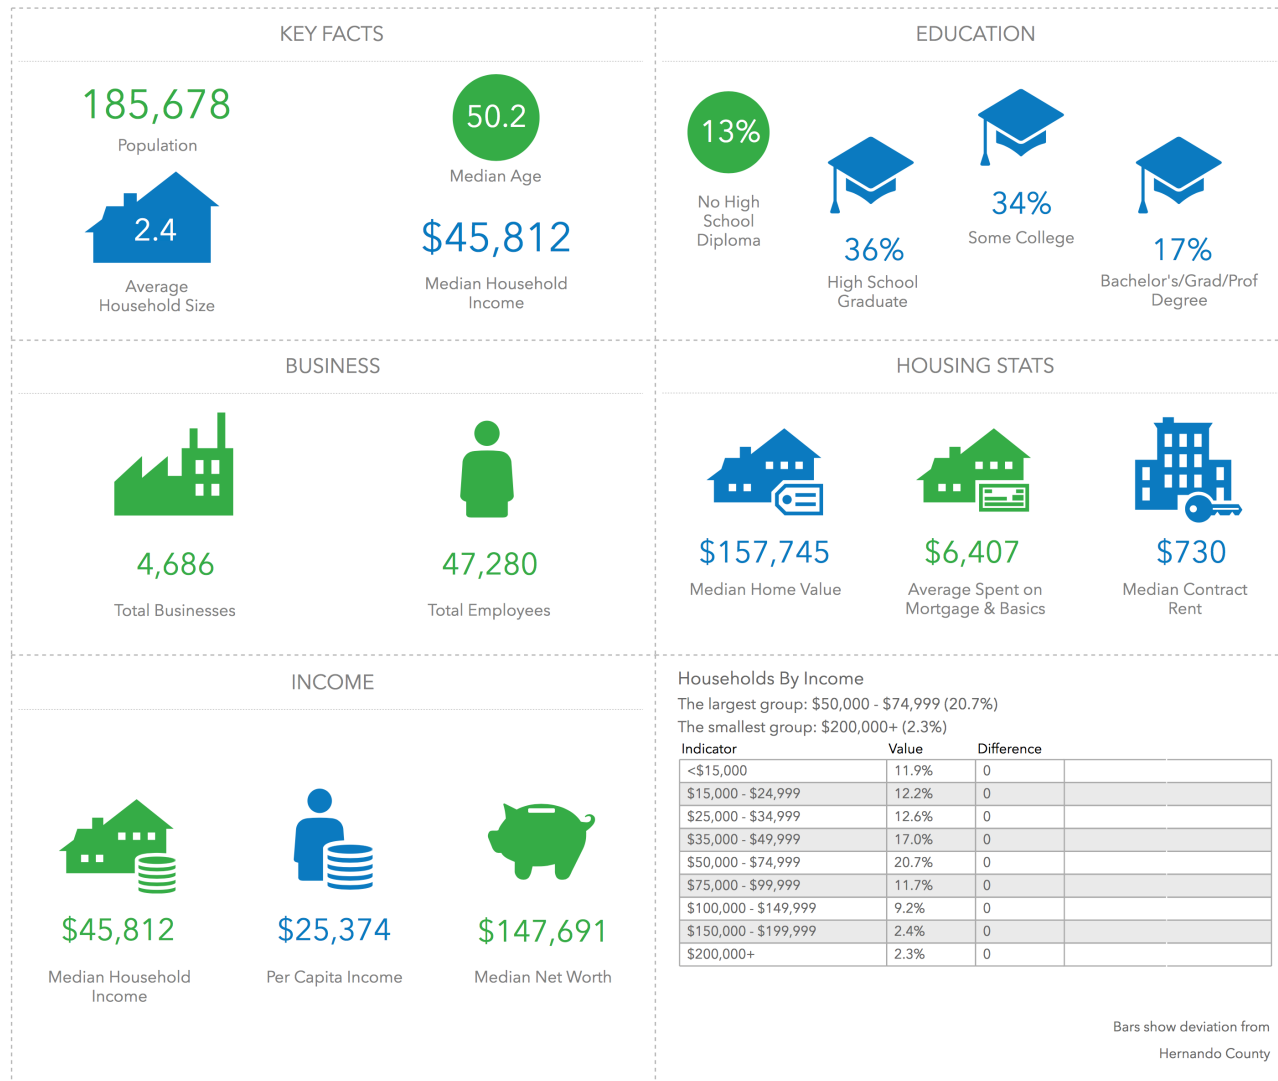 KEY FACTS
185,678
Population
50.2
Median Age
2.4
Average
Household Size
$45,812
Median Household
Income
EDUCATION
13%
No High
School
Diploma
36%
High School
Graduate
34%
Some College
17%
Bachelor's/Grad/Prof
Degree
BUSINESS
4,686
Total Businesses
47,280
Total Employees
HOUSING STATS
$157,745
Median Home Value
$6,407
Average Spent on
Mortgage & Basics
$730
Median Contract
Rent
INCOME
$45,812
Median Household
Income
$25,374
Per Capita Income
$147,691
Median Net Worth
Households By Income
The largest group: $50,000 - $74,999 (20.7%)
The smallest group: $200,000+ (2.3%)
Indicator Value Difference
<$15,000 11.9% 0
$15,000 - $24,999 12.2% 0
$25,000 - $34,999 12.6% 0
$35,000 - $49,999 17.0% 0
$50,000 - $74,999 20.7% 0
$75,000 - $99,999 11.7% 0
$100,000 - $149,999 9.2% 0
$150,000 - $199,999 2.4% 0
$200,000+ 2.3% 0
Bars show deviation from
Hernando County